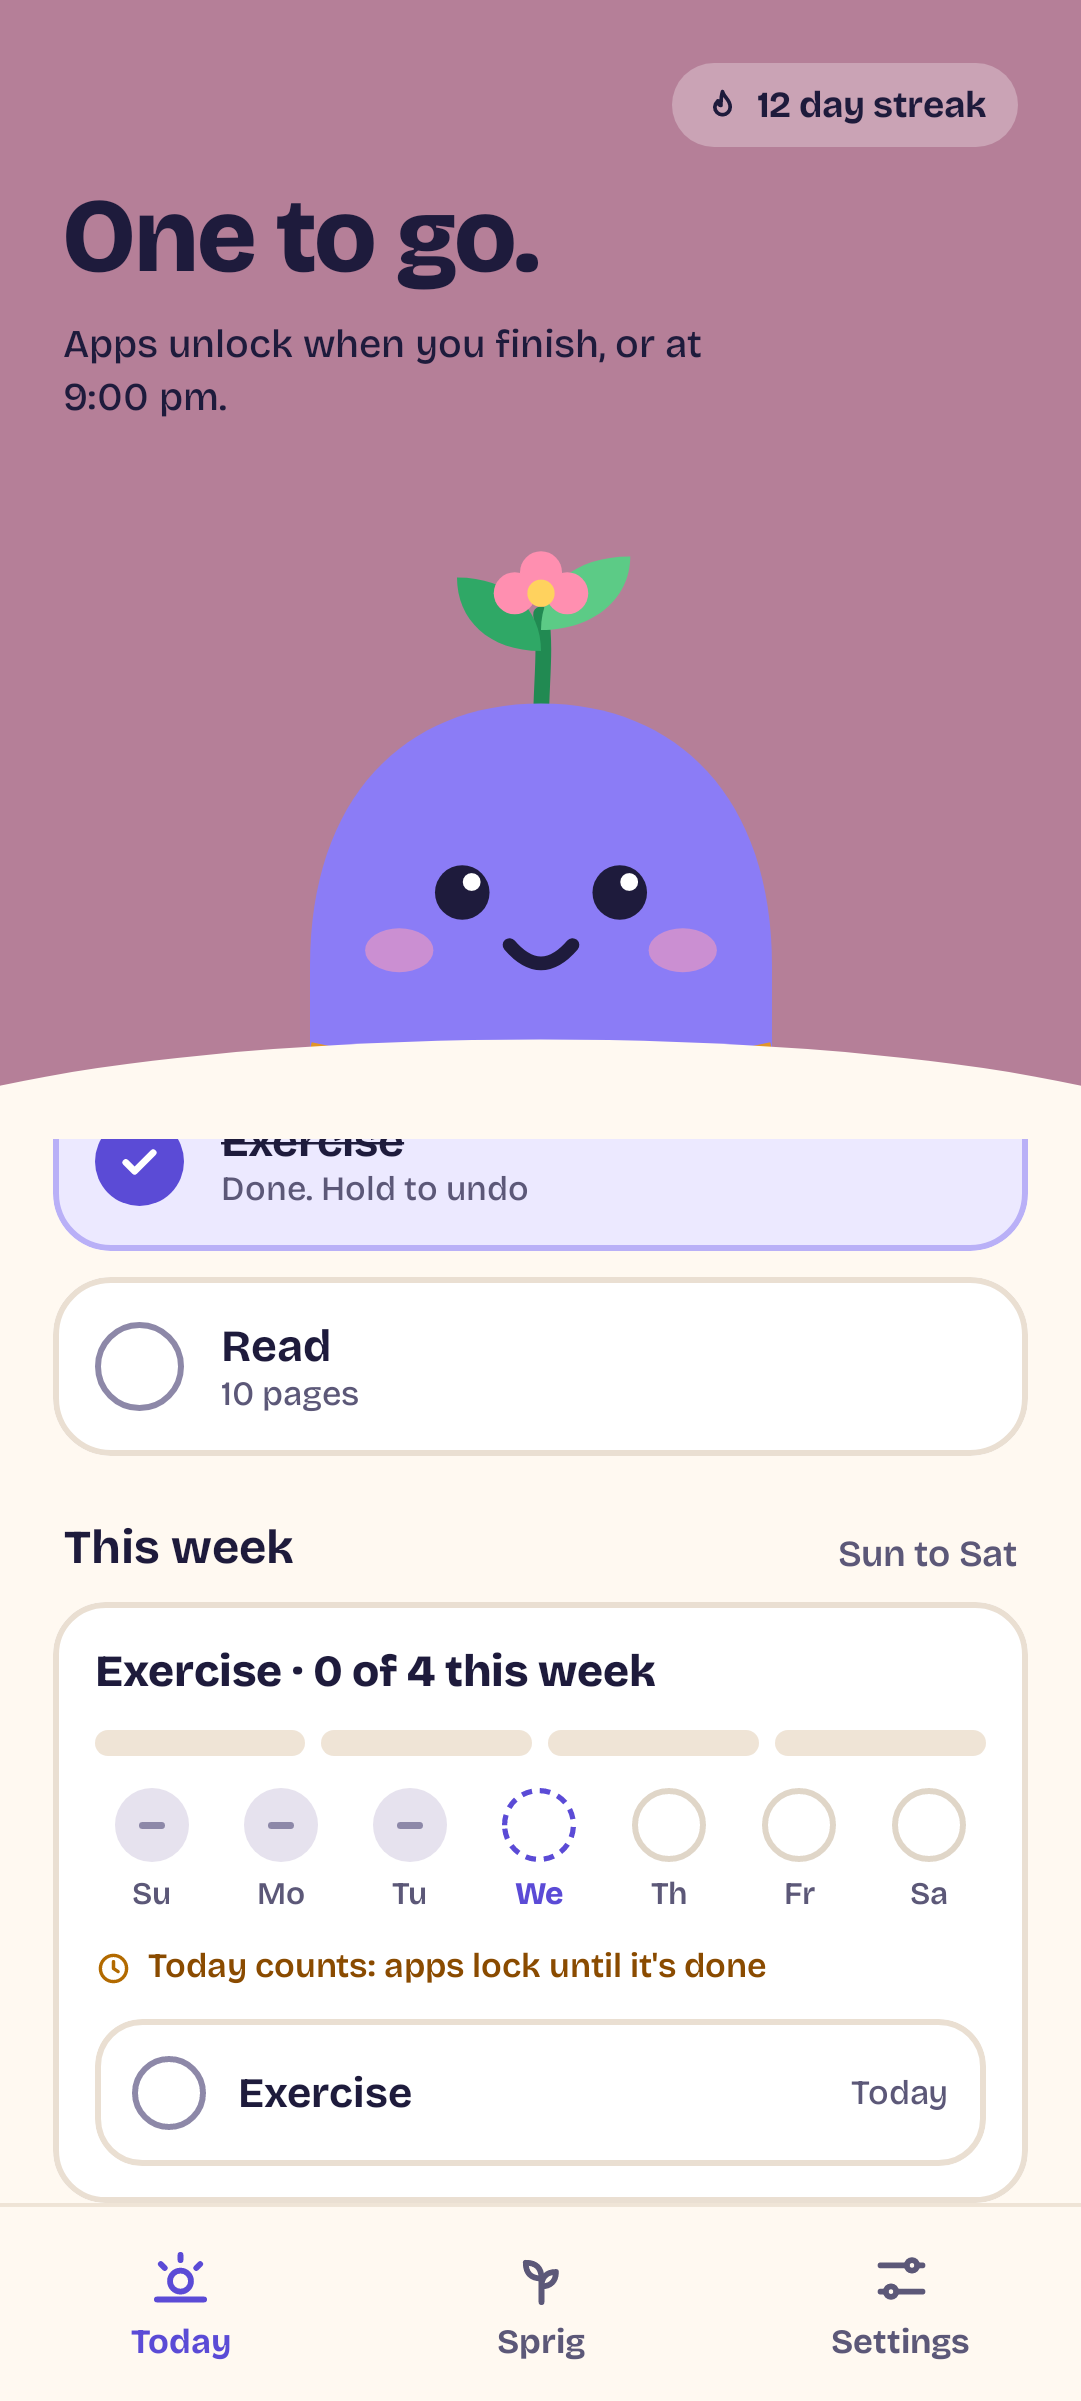 12 day streak
One to go.
Apps unlock when you finish, or at
9:00 pm.
Exercise
Done. Hold to undo
Read
10 pages
This week
Sun to Sat
Exercise · 0 of 4 this week
Su Mo Tu We Th Fr Sa
Today counts: apps lock until it's done
Exercise
Today
Today Sprig Settings